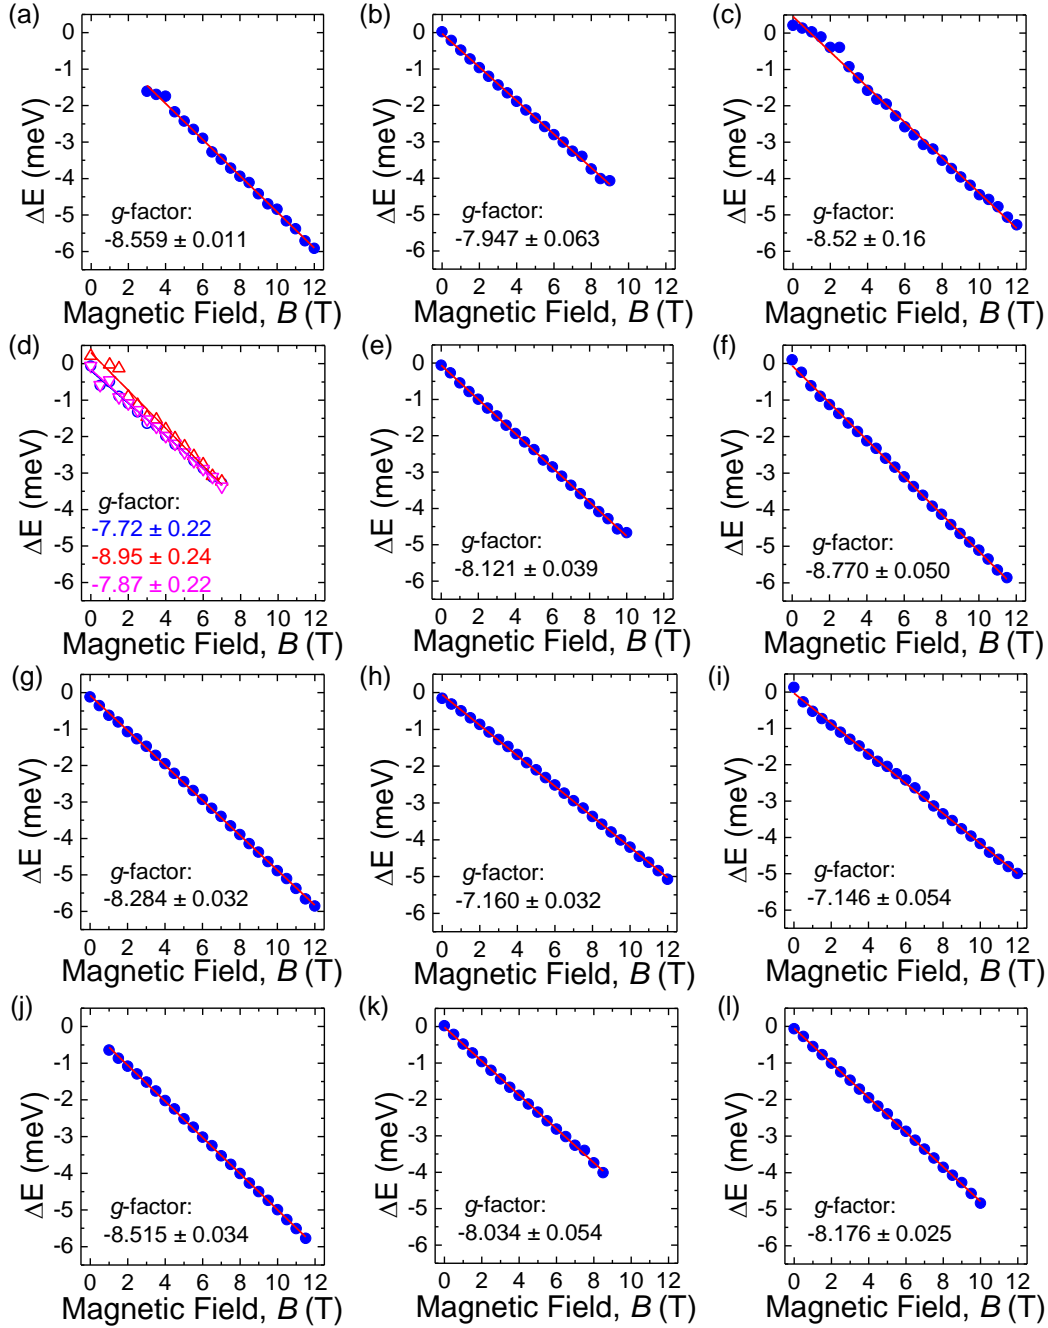 (a)
0
-1
-2
-3
-4
-5
-6
ΔE (meV)
g-factor:
-8.559 ± 0.011
0 2 4 6 8 10 12
Magnetic Field, B (T)
(b)
0
-1
-2
-3
-4
-5
-6
ΔE (meV)
g-factor:
-7.947 ± 0.063
0 2 4 6 8 10 12
Magnetic Field, B (T)
(c)
0
-1
-2
-3
-4
-5
-6
ΔE (meV)
g-factor:
-8.52 ± 0.16
0 2 4 6 8 10 12
Magnetic Field, B (T)
(d)
0
-1
-2
-3
-4
-5
-6
ΔE (meV)
g-factor:
-7.72 ± 0.22
-8.95 ± 0.24
-7.87 ± 0.22
0 2 4 6 8 10 12
Magnetic Field, B (T)
(e)
0
-1
-2
-3
-4
-5
-6
ΔE (meV)
g-factor:
-8.121 ± 0.039
0 2 4 6 8 10 12
Magnetic Field, B (T)
(f)
0
-1
-2
-3
-4
-5
-6
ΔE (meV)
g-factor:
-8.770 ± 0.050
0 2 4 6 8 10 12
Magnetic Field, B (T)
(g)
0
-1
-2
-3
-4
-5
-6
ΔE (meV)
g-factor:
-8.284 ± 0.032
0 2 4 6 8 10 12
Magnetic Field, B (T)
(h)
0
-1
-2
-3
-4
-5
-6
ΔE (meV)
g-factor:
-7.160 ± 0.032
0 2 4 6 8 10 12
Magnetic Field, B (T)
(i)
0
-1
-2
-3
-4
-5
-6
ΔE (meV)
g-factor:
-7.146 ± 0.054
0 2 4 6 8 10 12
Magnetic Field, B (T)
(j)
0
-1
-2
-3
-4
-5
-6
ΔE (meV)
g-factor:
-8.515 ± 0.034
0 2 4 6 8 10 12
Magnetic Field, B (T)
(k)
0
-1
-2
-3
-4
-5
-6
ΔE (meV)
g-factor:
-8.034 ± 0.054
0 2 4 6 8 10 12
Magnetic Field, B (T)
(l)
0
-1
-2
-3
-4
-5
-6
ΔE (meV)
g-factor:
-8.176 ± 0.025
0 2 4 6 8 10 12
Magnetic Field, B (T)